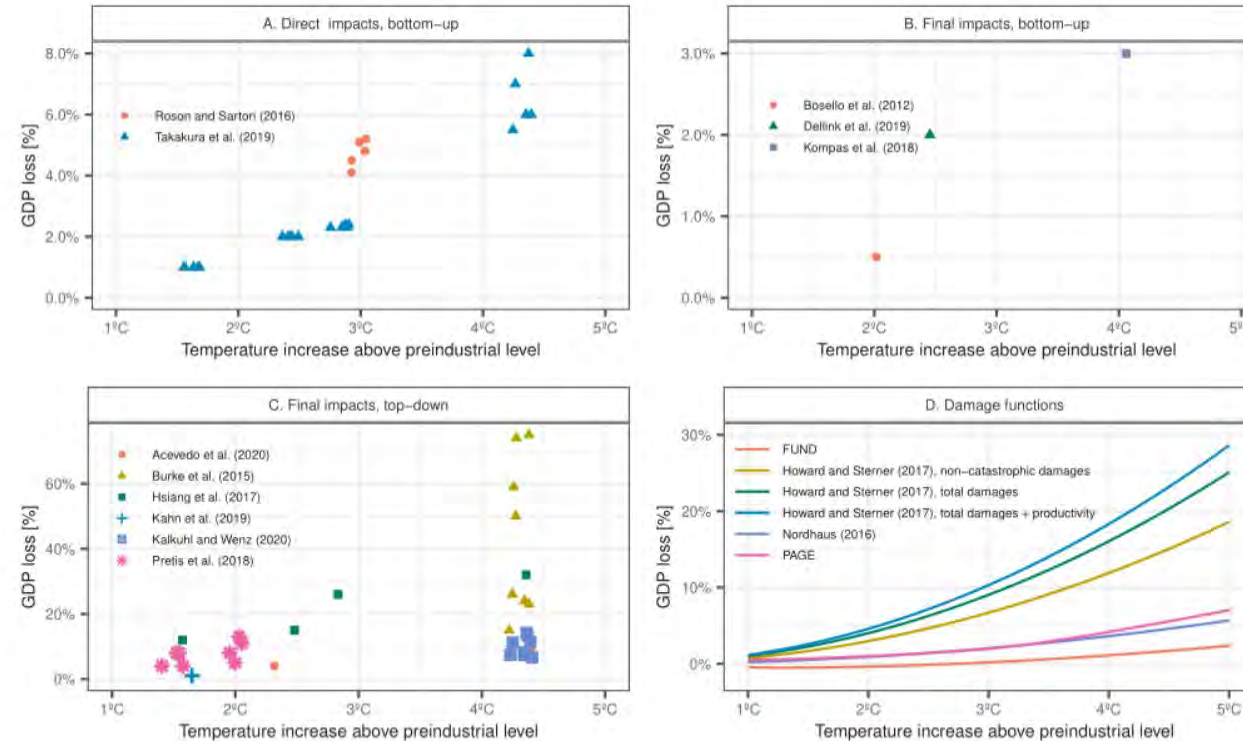 A. Direct impacts, bottom−up
8.0%
6.0%
4.0%
2.0%
0.0%
GDP loss [%]
Roson and Sartori (2016)
Takakura et al. (2019)
1ºC 2ºC 3ºC 4ºC 5ºC
Temperature increase above preindustrial level
B. Final impacts, bottom−up
3.0%
2.0%
1.0%
0.0%
GDP loss [%]
Bosello et al. (2012)
Dellink et al. (2019)
Kompas et al. (2018)
1ºC 2ºC 3ºC 4ºC 5ºC
Temperature increase above preindustrial level
C. Final impacts, top−down
60%
40%
20%
0%
GDP loss [%]
Acevedo et al. (2020)
Burke et al. (2015)
Hsiang et al. (2017)
Kahn et al. (2019)
Kalkuhl and Wenz (2020)
Pretis et al. (2018)
1ºC 2ºC 3ºC 4ºC 5ºC
Temperature increase above preindustrial level
D. Damage functions
30%
20%
10%
0%
GDP loss [%]
FUND
Howard and Sterner (2017), non−catastrophic damages
Howard and Sterner (2017), total damages
Howard and Sterner (2017), total damages + productivity
Nordhaus (2016)
PAGE
1ºC 2ºC 3ºC 4ºC 5ºC
Temperature increase above preindustrial level